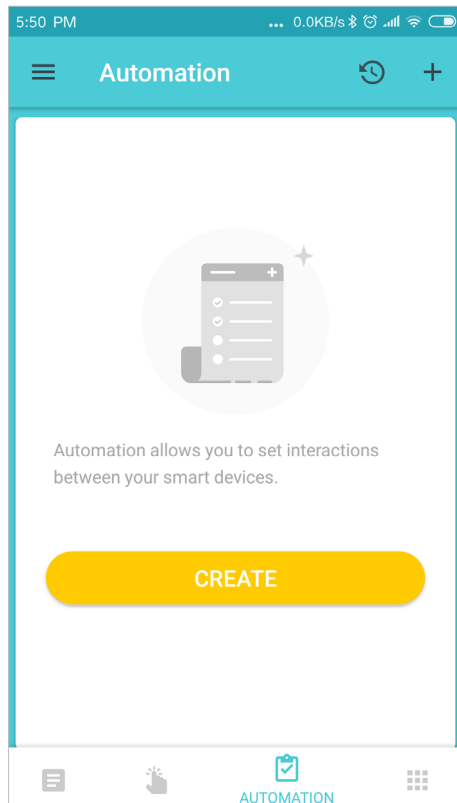 5:50 PM ... 0.0KB/s
Automation
Automation allows you to set interactions
between your smart devices.
CREATE
AUTOMATION